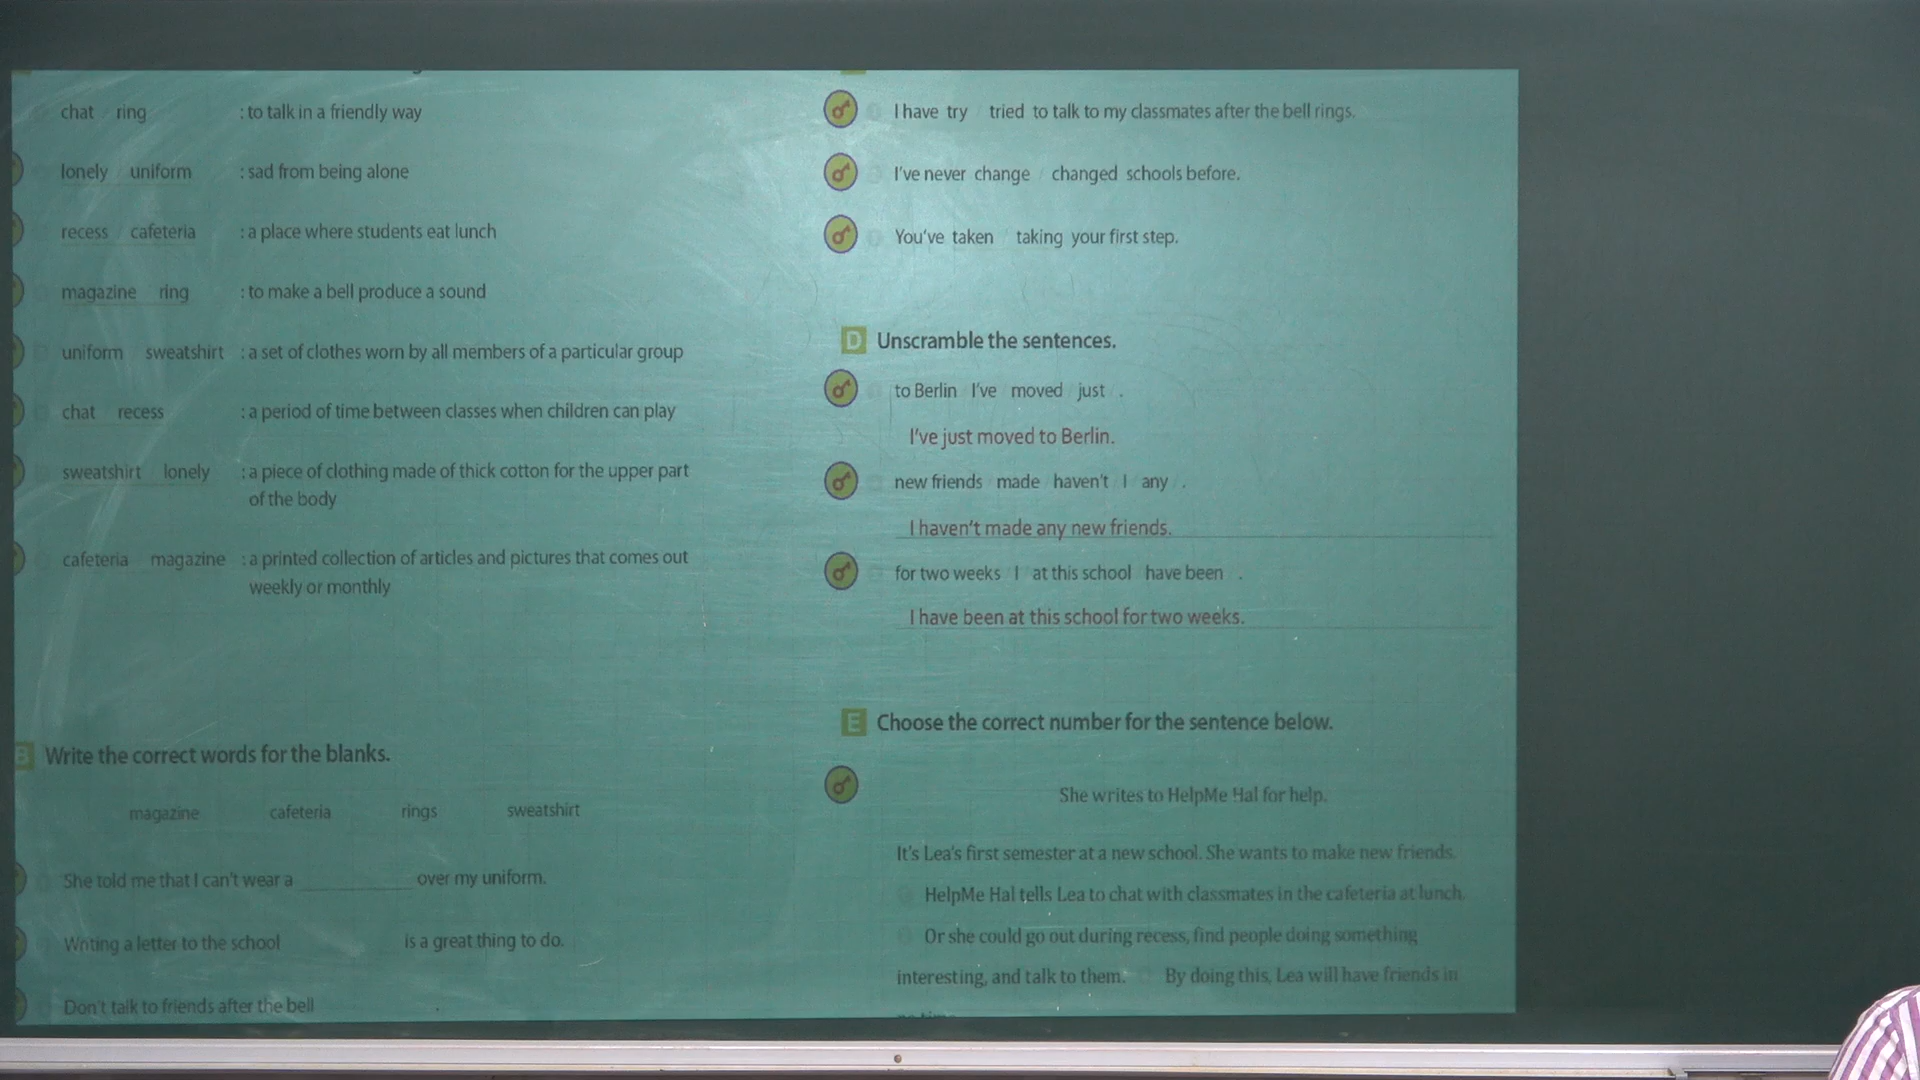 chat / ring : to talk in a friendly way
lonely / uniform : sad from being alone
recess / cafeteria : a place where students eat lunch
magazine / ring : to make a bell produce a sound
uniform / sweatshirt : a set of clothes worn by all members of a particular group
chat / recess : a period of time between classes when children can play
sweatshirt / lonely : a piece of clothing made of thick cotton for the upper part
of the body
cafeteria / magazine : a printed collection of articles and pictures that comes out
weekly or monthly
B Write the correct words for the blanks.
magazine cafeteria rings sweatshirt
She told me that I can't wear a ____________ over my uniform.
Writing a letter to the school is a great thing to do.
Don't talk to friends after the bell
I have try / tried to talk to my classmates after the bell rings.
I've never change / changed schools before.
You've taken / taking your first step.
D Unscramble the sentences.
to Berlin / I've / moved / just / .
I've just moved to Berlin.
new friends / made / haven't / I / any / .
I haven't made any new friends.
for two weeks / I / at this school / have been / .
I have been at this school for two weeks.
E Choose the correct number for the sentence below.
She writes to HelpMe Hal for help.
It's Lea's first semester at a new school. She wants to make new friends.
HelpMe Hal tells Lea to chat with classmates in the cafeteria at lunch.
Or she could go out during recess, find people doing something
interesting, and talk to them. By doing this, Lea will have friends in